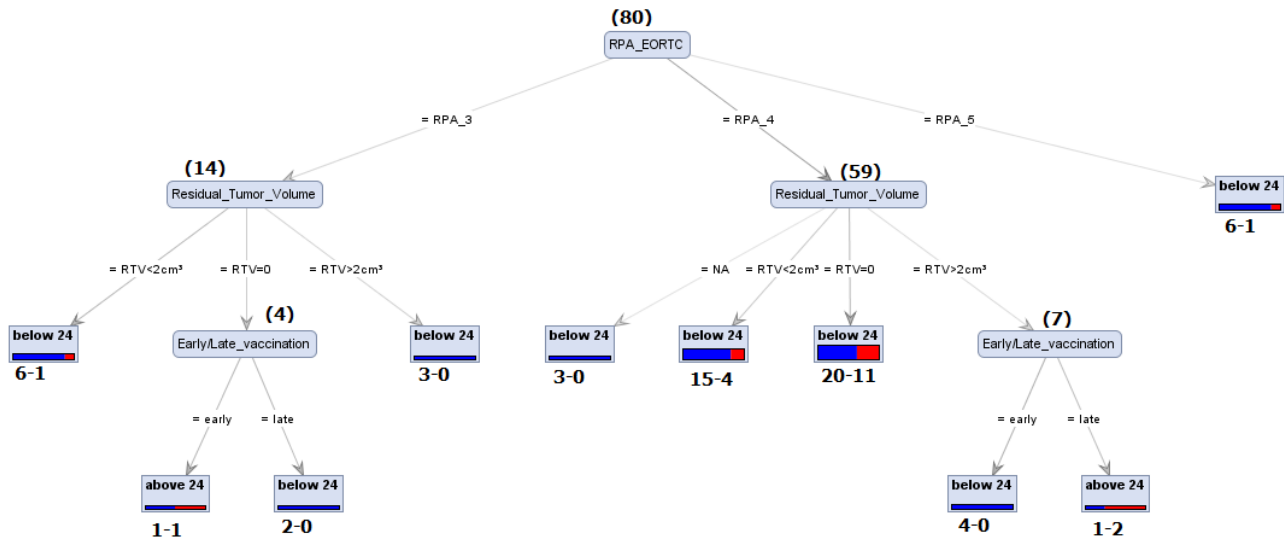 (80)
RPA_EORTC
= RPA_3
= RPA_4
= RPA_5
(14)
Residual_Tumor_Volume
(59)
Residual_Tumor_Volume
below 24
6-1
= RTV<2cm³
= RTV=0
= RTV>2cm³
= NA
= RTV<2cm³
= RTV=0
= RTV>2cm³
below 24
6-1
(4)
Early/Late_vaccination
below 24
3-0
below 24
3-0
below 24
15-4
below 24
20-11
(7)
Early/Late_vaccination
= early
= late
= early
= late
above 24
1-1
below 24
2-0
below 24
4-0
above 24
1-2